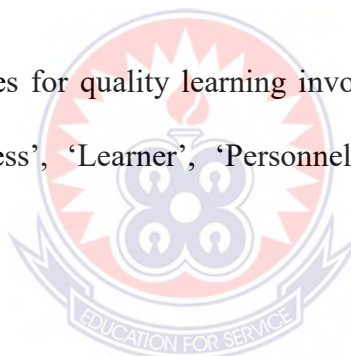 es for quality learning invo
ess’, ‘Learner’, ‘Personnel
EDUCATION FOR SERVICE